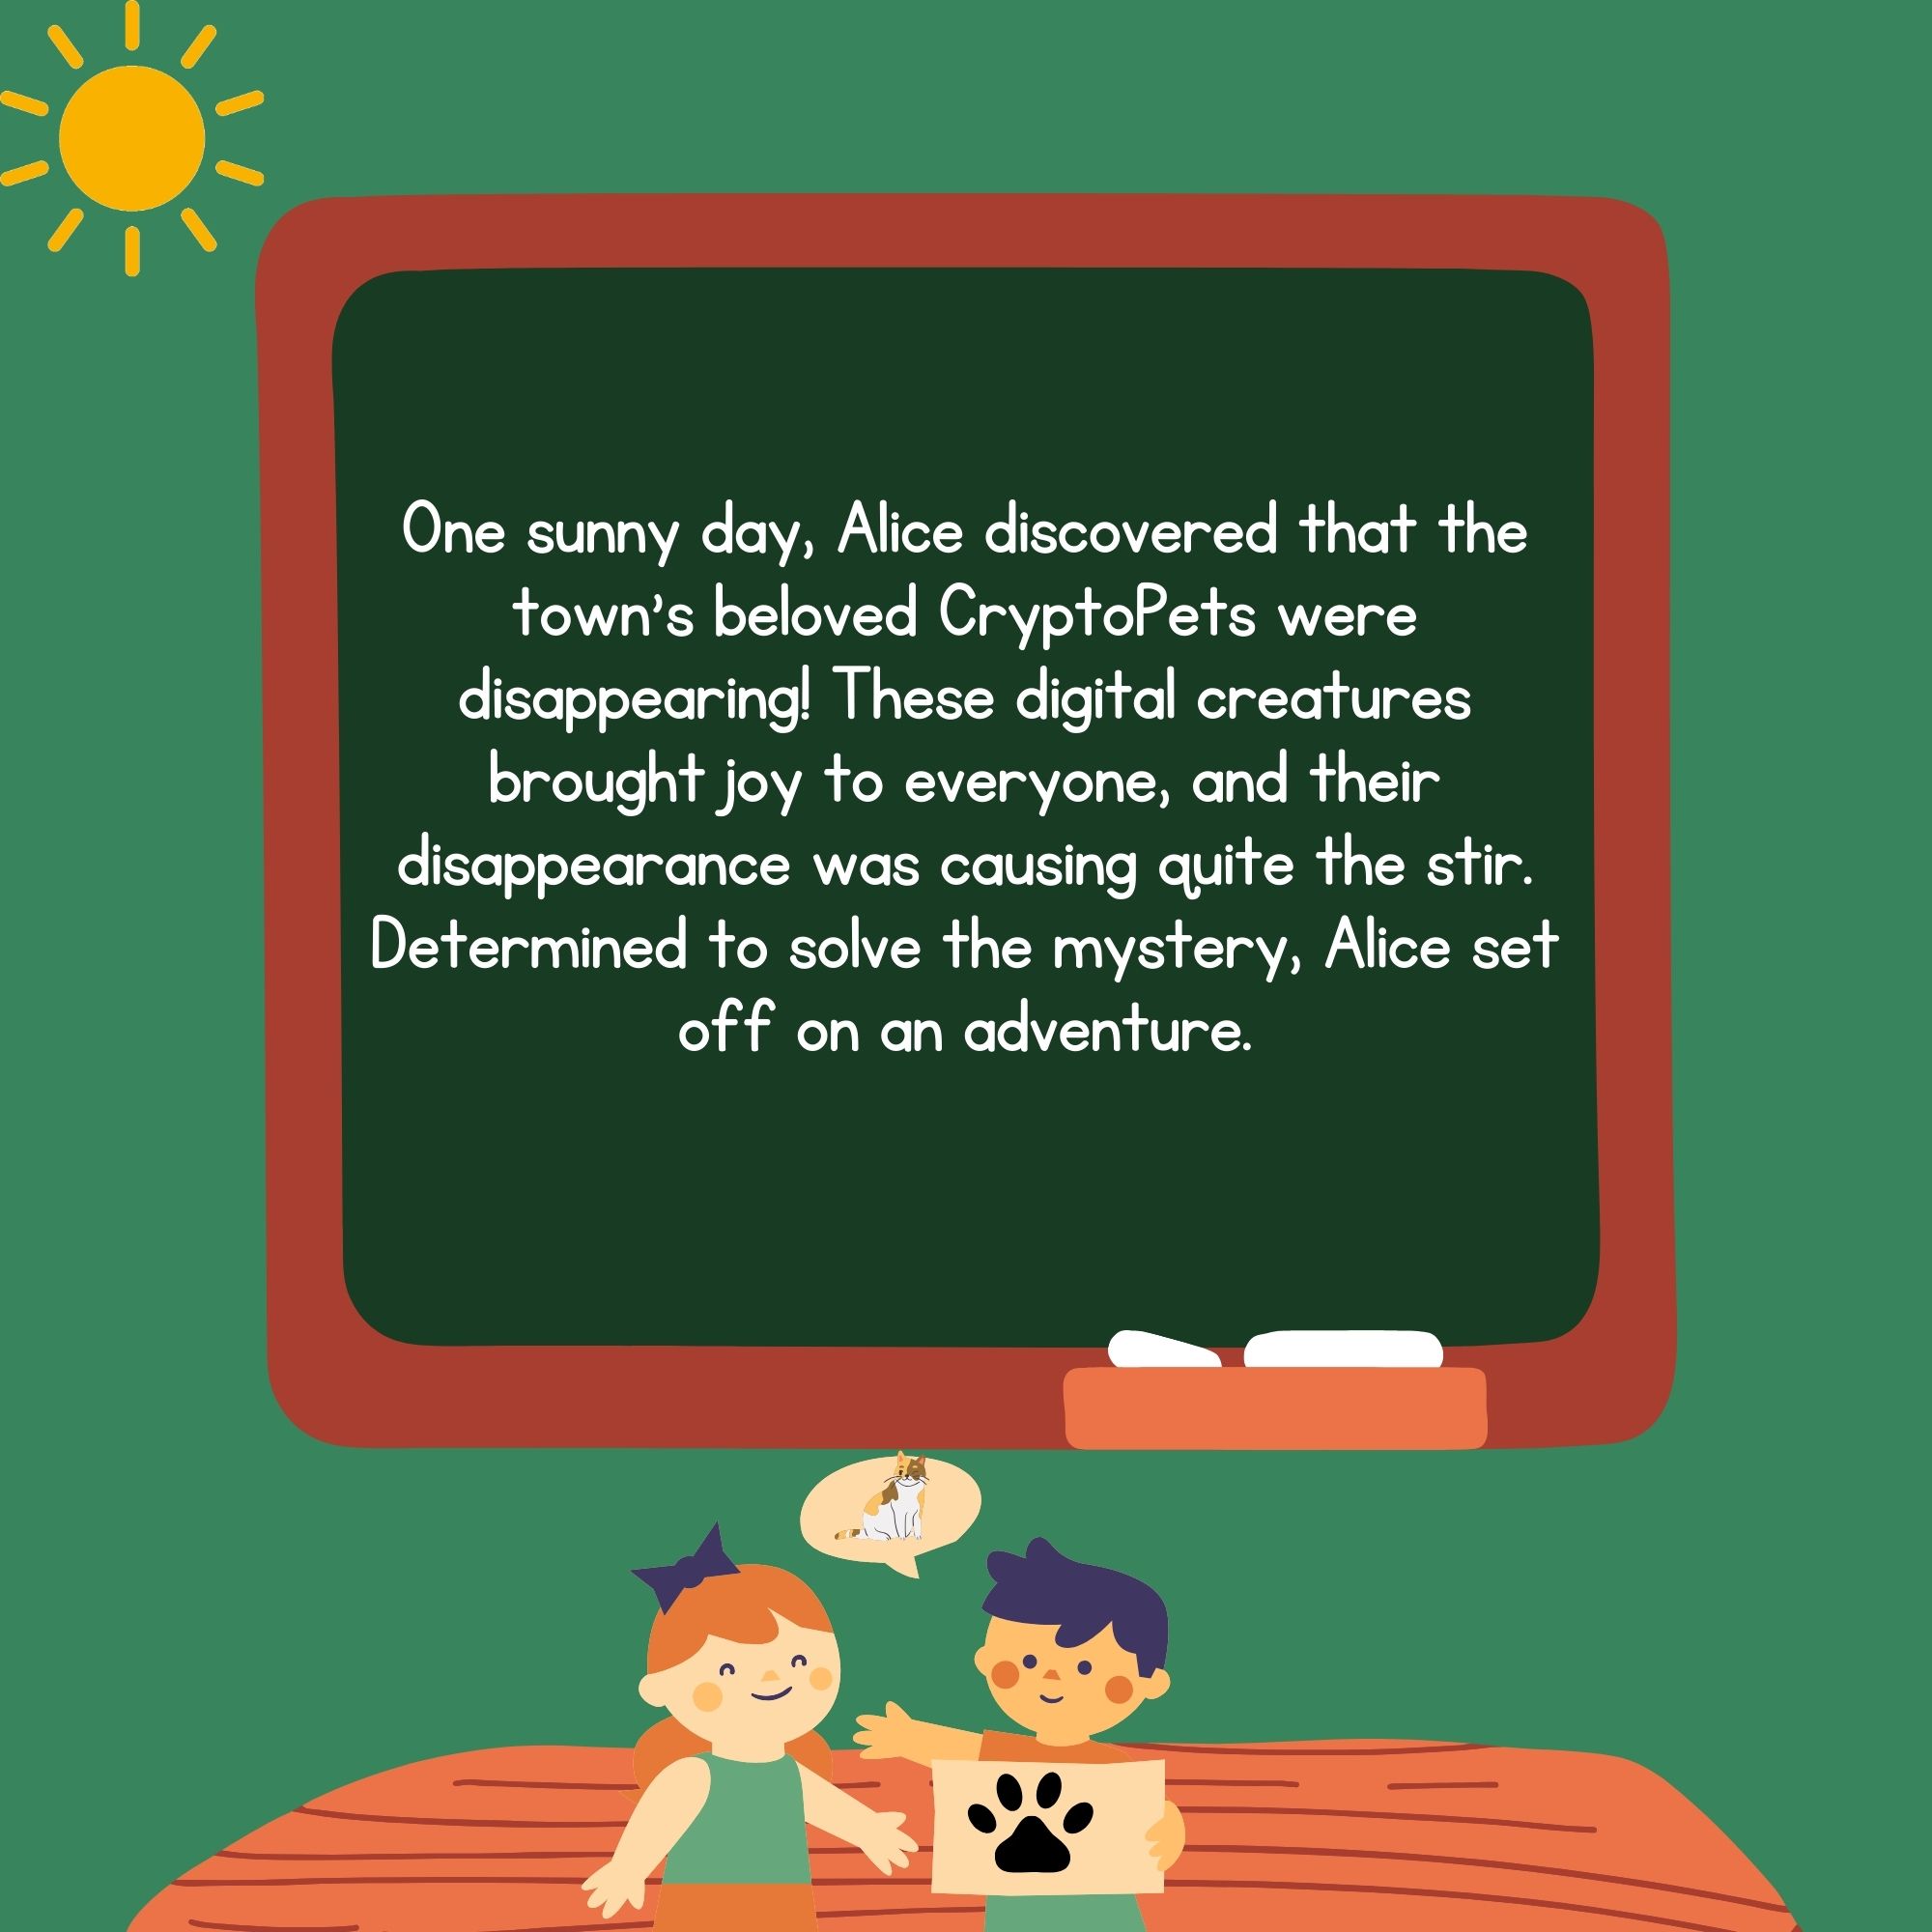 One sunny day, Alice discovered that the
town's beloved CryptoPets were
disappearing! These digital creatures
brought joy to everyone, and their
disappearance was causing quite the stir.
Determined to solve the mystery, Alice set
off on an adventure.